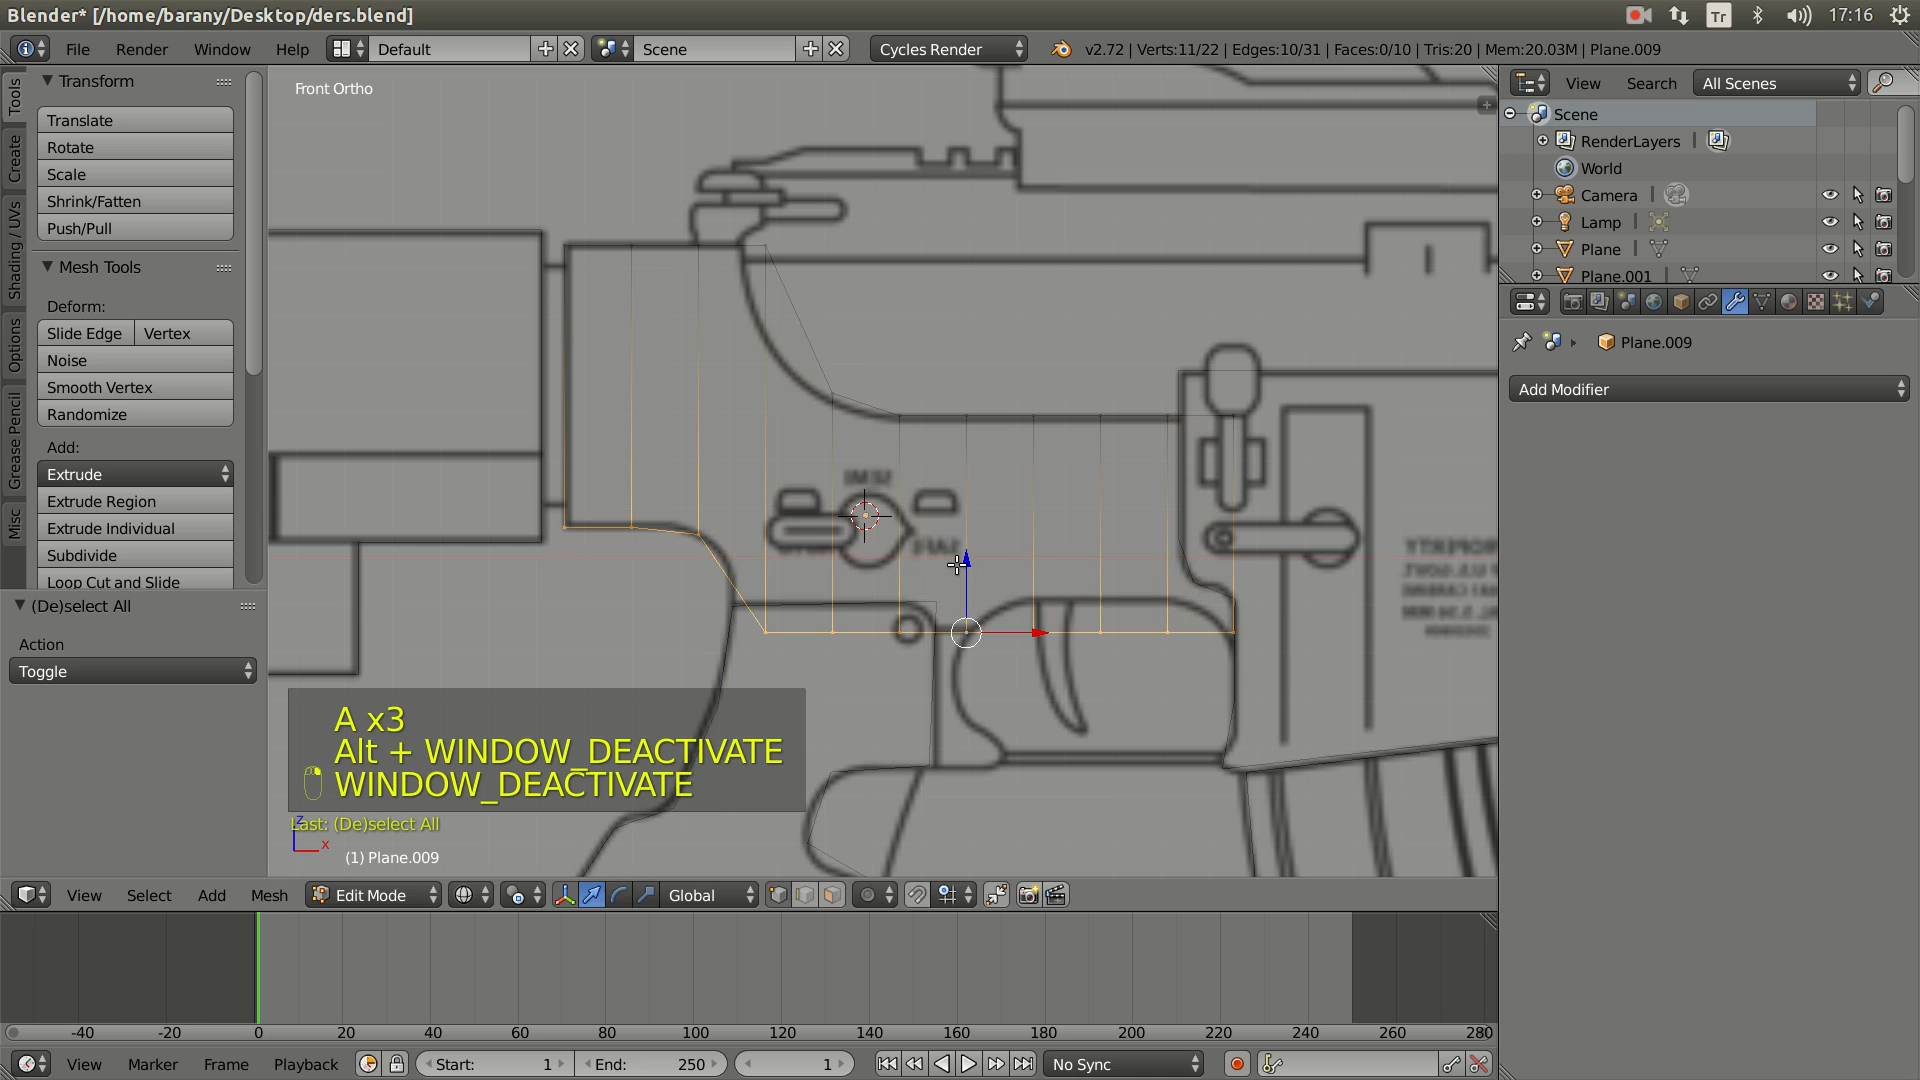 Blender* [/home/barany/Desktop/ders.blend]
Tr
17:16
File
Render
Window
Help
Default
Scene
Cycles Render
v2.72 | Verts:11/22 | Edges:10/31 | Faces:0/10 | Tris:20 | Mem:20.03M | Plane.009
Tools
Create
Shading / UVs
Options
Grease Pencil
Misc
Transform
Translate
Rotate
Scale
Shrink/Fatten
Push/Pull
Mesh Tools
Deform:
Slide Edge
Vertex
Noise
Smooth Vertex
Randomize
Add:
Extrude
Extrude Region
Extrude Individual
Subdivide
Loop Cut and Slide
(De)select All
Action
Toggle
Front Ortho
SEMI
SAFE
PROPERTY
A x3
Alt + WINDOW_DEACTIVATE
WINDOW_DEACTIVATE
Last: (De)select All
z
x
(1) Plane.009
View
Select
Add
Mesh
Edit Mode
Global
View
Search
All Scenes
Scene
RenderLayers
World
Camera
Lamp
Plane
Plane.001
Plane.009
Add Modifier
-40
-20
0
20
40
60
80
100
120
140
160
180
200
220
240
260
280
View
Marker
Frame
Playback
Start: 1
End: 250
1
No Sync